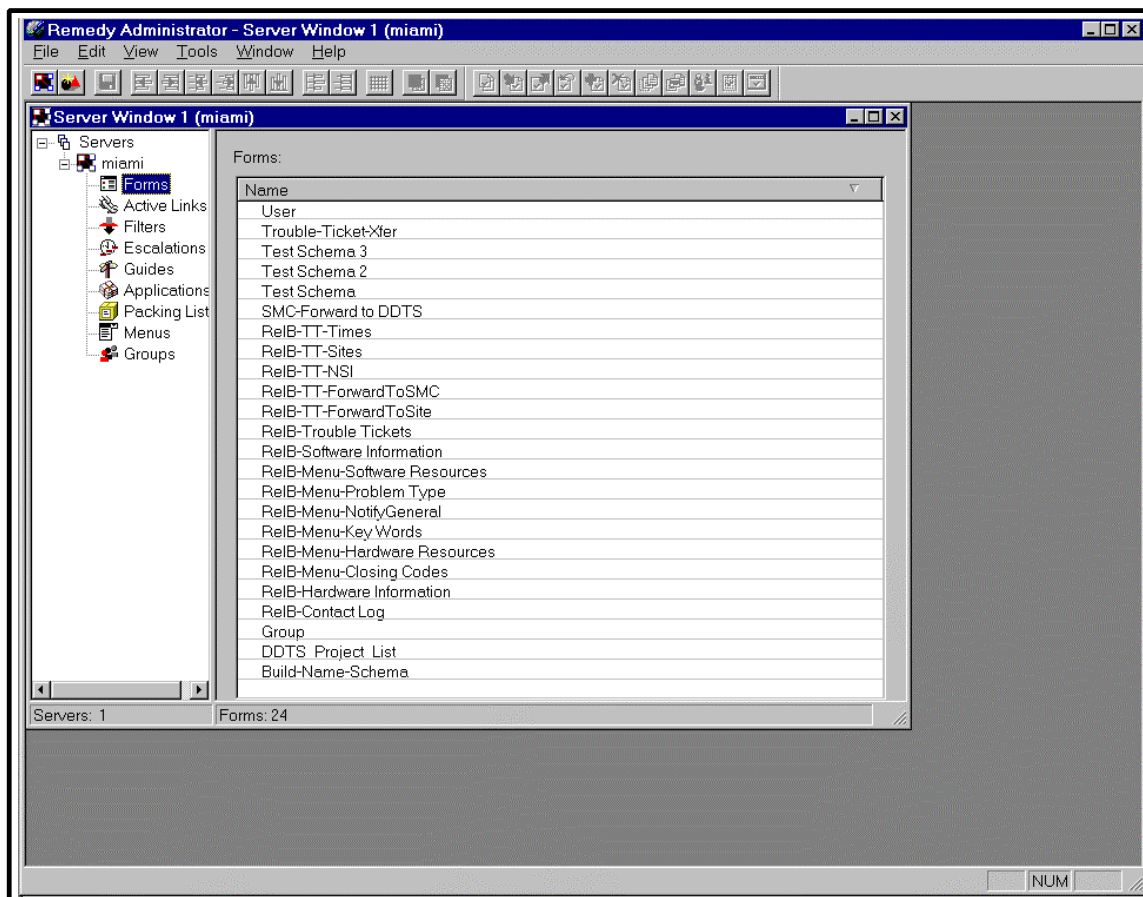 Remedy Administrator - Server Window 1 (miami)
File Edit View Tools Window Help
Server Window 1 (miami)
Servers
miami
Forms
Active Links
Filters
Escalations
Guides
Applications
Packing List
Menus
Groups
Forms:
Name
User
Trouble-Ticket-Xfer
Test Schema 3
Test Schema 2
Test Schema
SMC-Forward to DDTS
RelB-TT-Times
RelB-TT-Sites
RelB-TT-NSI
RelB-TT-ForwardToSMC
RelB-TT-ForwardToSite
RelB-Trouble Tickets
RelB-Software Information
RelB-Menu-Software Resources
RelB-Menu-Problem Type
RelB-Menu-NotifyGeneral
RelB-Menu-Key Words
RelB-Menu-Hardware Resources
RelB-Menu-Closing Codes
RelB-Hardware Information
RelB-Contact Log
Group
DDTS Project List
Build-Name-Schema
Servers: 1
Forms: 24
NUM